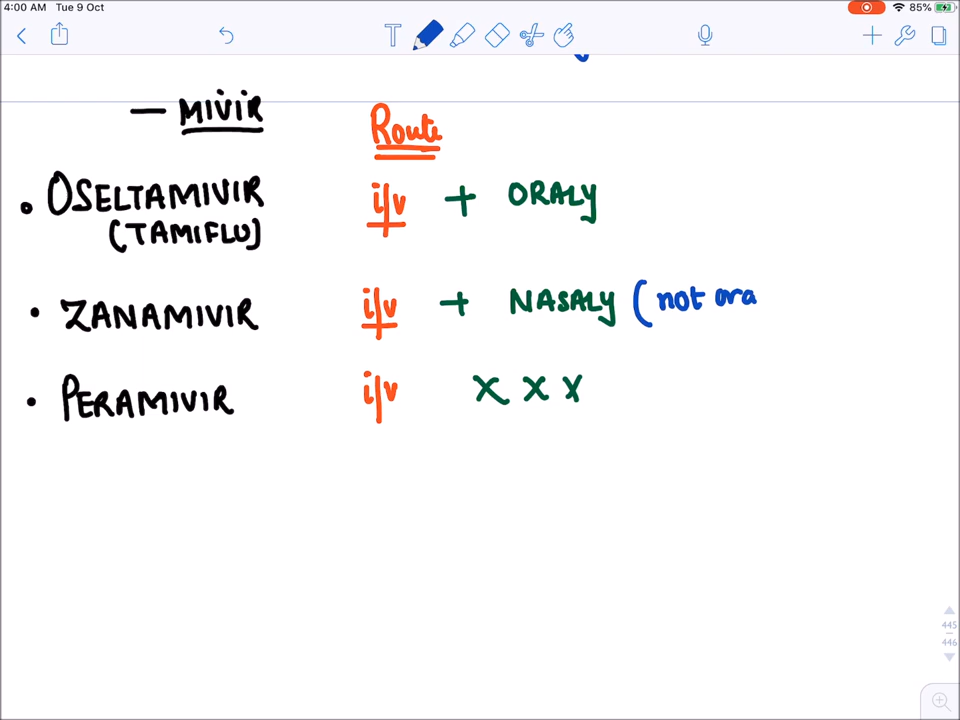 4:00 AM Tue 9 Oct 85%
T
— MIVIR
Route
• OSELTAMIVIR i/v + ORALY
(TAMIFLU)
• ZANAMIVIR i/v + NASALY (not ora
• PERAMIVIR i/v X X X
445
446